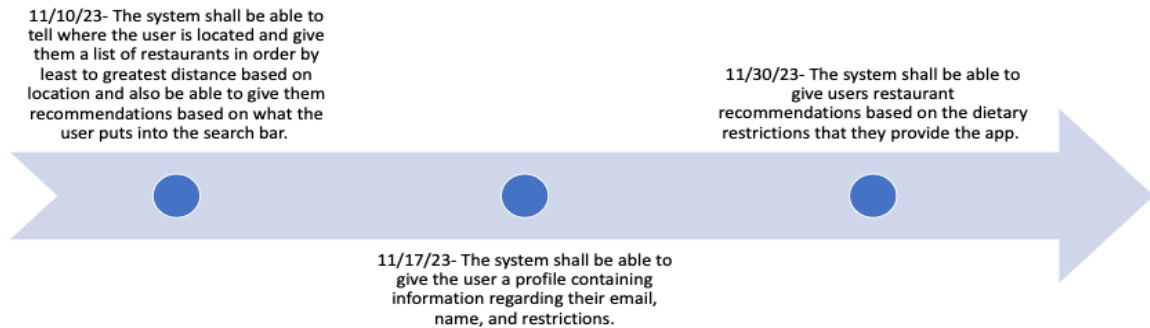 11/10/23- The system shall be able to
tell where the user is located and give
them a list of restaurants in order by
least to greatest distance based on
location and also be able to give them
recommendations based on what the
user puts into the search bar.
11/17/23- The system shall be able to
give the user a profile containing
information regarding their email,
name, and restrictions.
11/30/23- The system shall be able to
give users restaurant
recommendations based on the dietary
restrictions that they provide the app.